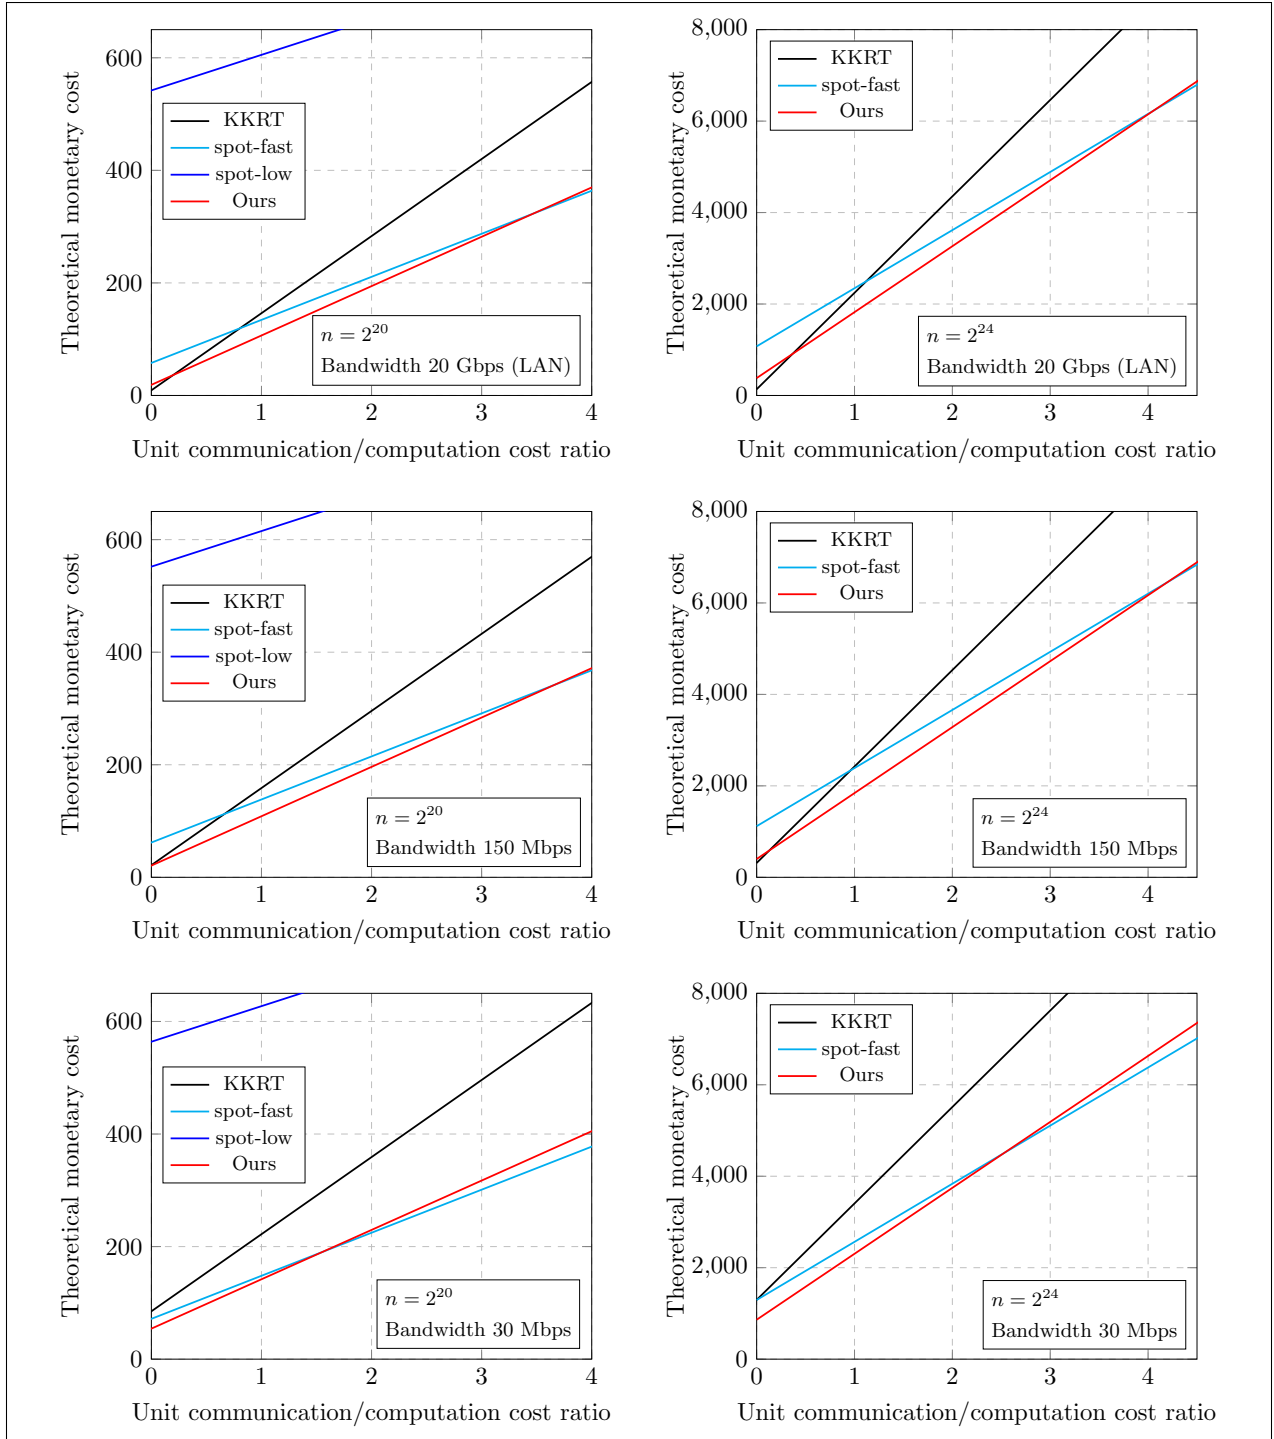 Theoretical monetary cost
600
400
200
0
KKRT
spot-fast
spot-low
Ours
n = 2^20
Bandwidth 20 Gbps (LAN)
0 1 2 3 4
Unit communication/computation cost ratio
Theoretical monetary cost
8,000
6,000
4,000
2,000
0
KKRT
spot-fast
Ours
n = 2^24
Bandwidth 20 Gbps (LAN)
0 1 2 3 4
Unit communication/computation cost ratio
Theoretical monetary cost
600
400
200
0
KKRT
spot-fast
spot-low
Ours
n = 2^20
Bandwidth 150 Mbps
0 1 2 3 4
Unit communication/computation cost ratio
Theoretical monetary cost
8,000
6,000
4,000
2,000
0
KKRT
spot-fast
Ours
n = 2^24
Bandwidth 150 Mbps
0 1 2 3 4
Unit communication/computation cost ratio
Theoretical monetary cost
600
400
200
0
KKRT
spot-fast
spot-low
Ours
n = 2^20
Bandwidth 30 Mbps
0 1 2 3 4
Unit communication/computation cost ratio
Theoretical monetary cost
8,000
6,000
4,000
2,000
0
KKRT
spot-fast
Ours
n = 2^24
Bandwidth 30 Mbps
0 1 2 3 4
Unit communication/computation cost ratio